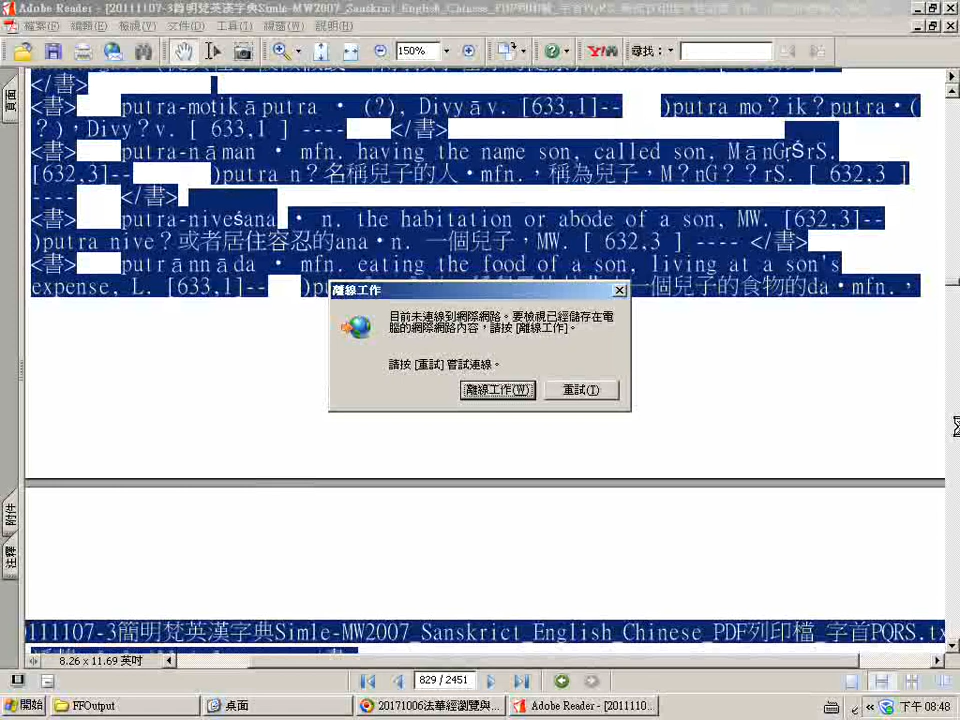 Adobe Reader - [20111107-3簡明梵英漢字典Simle-MW2007_Sanskrict_English_Chinese_PDF列印檔_字首PQRS.
檔案(F) 編輯(E) 檢視(V) 文件(D) 工具(T) 視窗(W) 說明(H)
150% 尋找:
頁面
</書>
<書> putra-moṭikāputra • (?), Divyāv. [633,1]-- )putra mo?ik?putra•(
?), Divy?v. [ 633,1 ] ---- </書>
<書> putra-nāman • mfn. having the name son, called son, MānGṛŚrS.
[632,3]-- )putra n?名稱兒子的人•mfn.,稱為兒子,M?nG??rS. [ 632,3 ]
---- </書>
<書> putra-niveśana • n. the habitation or abode of a son, MW. [632,3]--
)putra nive?或者居住容忍的ana•n. 一個兒子,MW. [ 632,3 ] ---- </書>
<書> putrānnāda • mfn. eating the food of a son, living at a son's
expense, L. [633,1]-- )pu 一個兒子的食物的da•mfn.,
離線工作
目前未連線到網際網路。要檢視已經儲存在電
腦的網際網路內容,請按 [離線工作]。
請按 [重試] 嘗試連線。
離線工作(W) 重試(T)
附件
注釋
111107-3簡明梵英漢字典Simle-MW2007_Sanskrict_English_Chinese_PDF列印檔_字首PQRS.tx
8.26 x 11.69 英吋
829 / 2451
開始 FFOutput 桌面 20171006法華經瀏覽與... Adobe Reader - [2011110... 下午 08:48